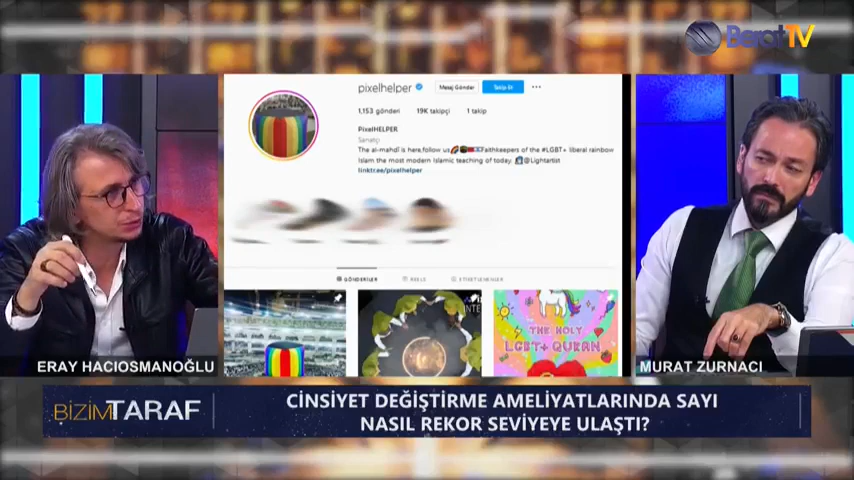 BeratTV
pixelhelper
Mesaj Gönder
Takip Et
1,153 gönderi
19K takipçi
1 takip
PixelHELPER
Sanatçı
The al-mahdî is here,follow us Faithkeepers of the #LGBT+ liberal rainbow
Islam the most modern Islamic teaching of today. @Lightartist
linktr.ee/pixelhelper
GÖNDERİLER
REELS
ETİKETLENENLER
THE HOLY
LGBT+ QURAN
ERAY HACIOSMANOĞLU
MURAT ZURNACI
BİZİM TARAF
CİNSİYET DEĞİŞTİRME AMELİYATLARINDA SAYI
NASIL REKOR SEVİYEYE ULAŞTI?